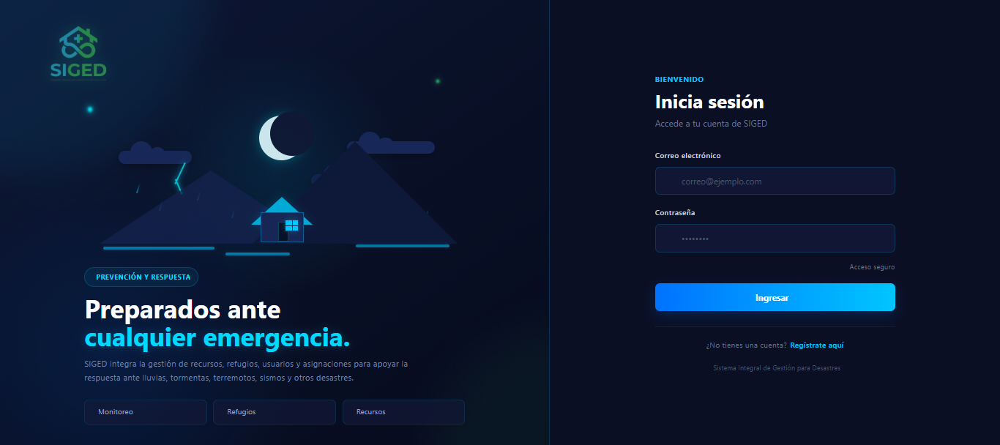 SIGED
PREVENCIÓN Y RESPUESTA
Preparados ante
cualquier emergencia.
SIGED integra la gestión de recursos, refugios, usuarios y asignaciones para apoyar la
respuesta ante lluvias, tormentas, terremotos, sismos y otros desastres.
Monitoreo
Refugios
Recursos
BIENVENIDO
Inicia sesión
Accede a tu cuenta de SIGED
Correo electrónico
correo@ejemplo.com
Contraseña
••••••••
Acceso seguro
Ingresar
¿No tienes una cuenta? Regístrate aquí
Sistema Integral de Gestión para Desastres